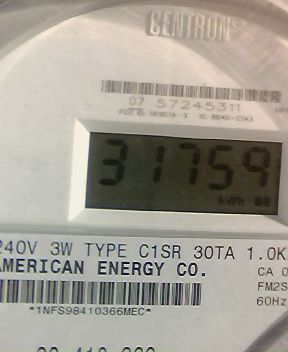 CENTRON
07 57245311
31759
kWh
240V 3W TYPE C1SR 30TA 1.0K
AMERICAN ENERGY CO.
CA 0
FM2S
60Hz
*1NFS98410366MEC*